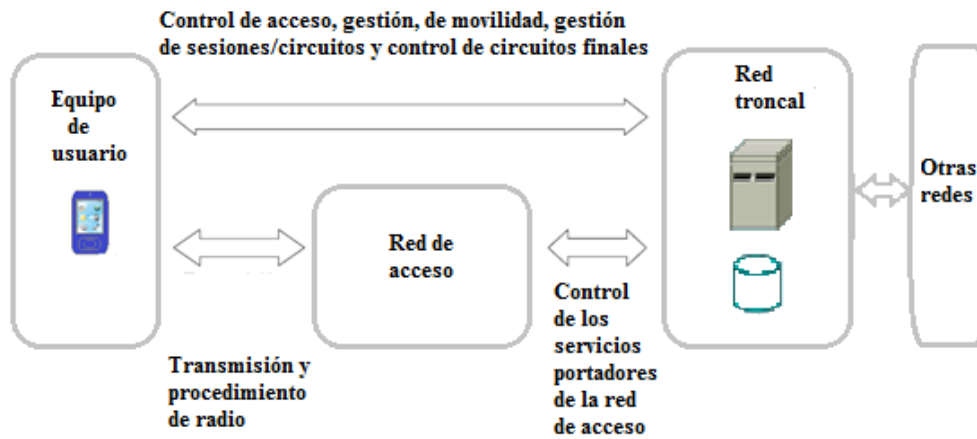 Control de acceso, gestión, de movilidad, gestión
de sesiones/circuitos y control de circuitos finales
Equipo
de
usuario
Red
troncal
Otras
redes
Red de
acceso
Control
de los
servicios
portadores
de la red
de acceso
Transmisión y
procedimiento
de radio